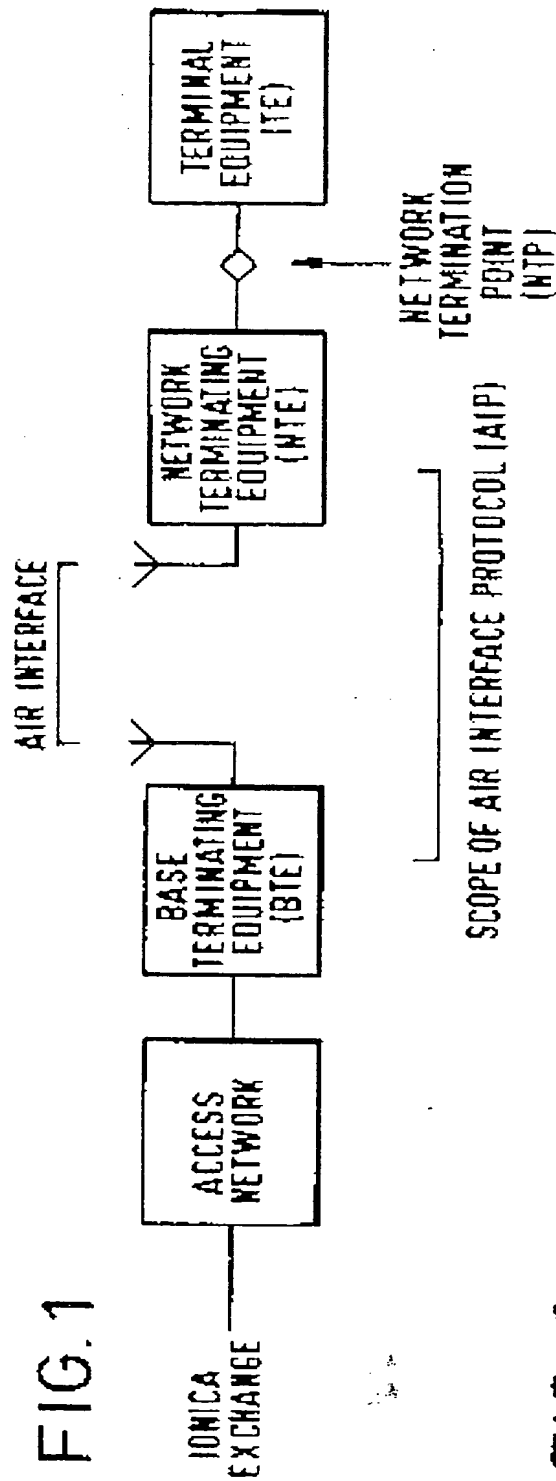 FIG. 1
IONICA
EXCHANGE
ACCESS
NETWORK
BASE
TERMINATING
EQUIPMENT
(BTE)
AIR INTERFACE
NETWORK
TERMINATING
EQUIPMENT
(NTE)
TERMINAL
EQUIPMENT
(TE)
NETWORK
TERMINATION
POINT
(NTP)
SCOPE OF AIR INTERFACE PROTOCOL (AIP)